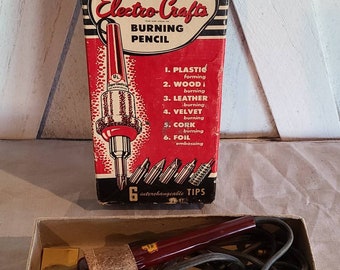 Electro-Crafts
BURNING
PENCIL
1. PLASTIC
forming
2. WOOD
burning
3. LEATHER
burning
4. VELVET
burning
5. CORK
burning
6. FOIL
embossing
6 interchangeable TIPS